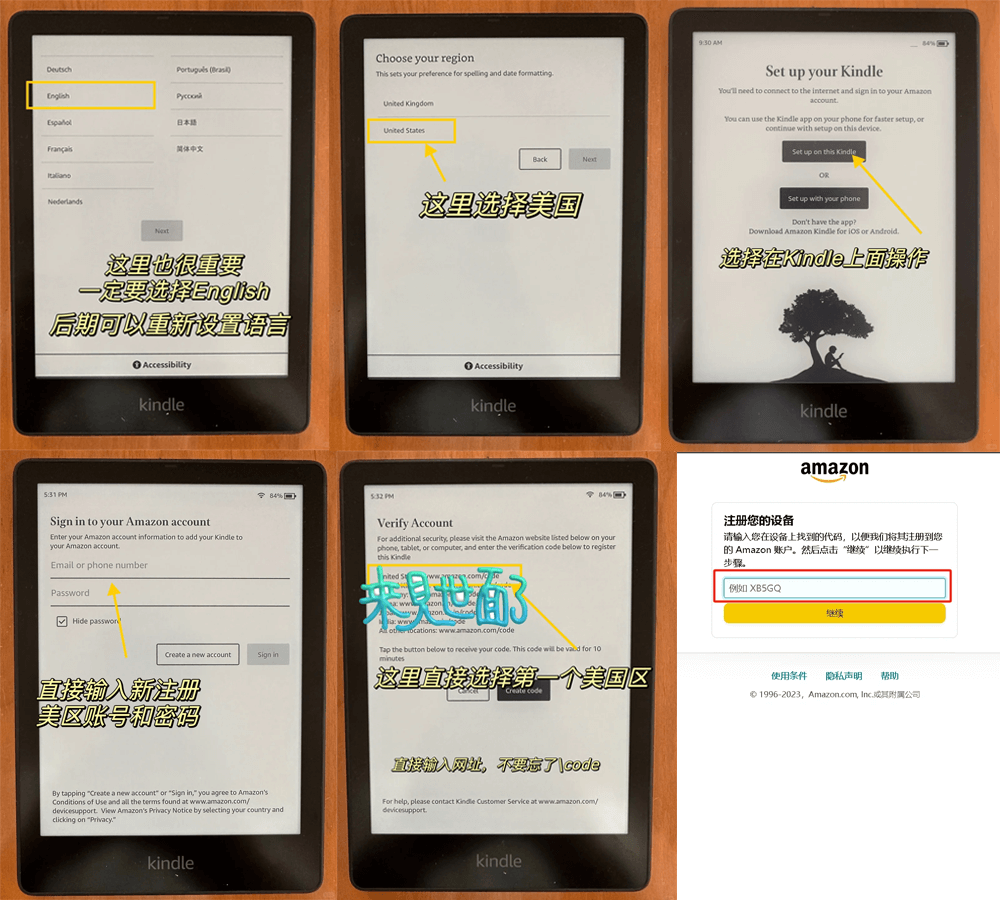 Deutsch
Português (Brasil)
English
Русский
Español
日本語
Français
简体中文
Italiano
Nederlands
Next
这里也很重要
一定要选择English
后期可以重新设置语言
Accessibility
kindle
Choose your region
This sets your preference for spelling and date formatting.
United Kingdom
United States
Back
Next
这里选择美国
Accessibility
kindle
9:30 AM
84%
Set up your Kindle
You'll need to connect to the internet and sign in to your Amazon
account.
You can use the Kindle app on your phone for faster setup, or
continue with setup on this device.
Set up on this Kindle
OR
Set up with your phone
Don't have the app?
Download Amazon Kindle for iOS or Android.
选择在Kindle上面操作
kindle
5:31 PM
84%
Sign in to your Amazon account
Enter your Amazon account information to add your Kindle to
your Amazon account.
Email or phone number
Password
Hide password
Create a new account
Sign in
直接输入新注册
美区账号和密码
By tapping "Create a new account" or "Sign in," you agree to Amazon's
Conditions of Use and all the terms found at www.amazon.com/
devicesupport. View Amazon's Privacy Notice by selecting your country and
clicking on "Privacy."
kindle
5:32 PM
84%
Verify Account
For additional security, please visit the Amazon website listed below on your
phone, tablet, or computer, and enter the verification code below to register
this Kindle
United States: www.amazon.com/code
来见世面了
All other locations: www.amazon.com/code
Tap the button below to receive your code. This code will be valid for 10
minutes
这里直接选择第一个美国区
Cancel
Create code
直接输入网址，不要忘了\code
For help, please contact Kindle Customer Service at www.amazon.com/
devicesupport.
kindle
amazon
注册您的设备
请输入您在设备上找到的代码，以便我们将其注册到您
的 Amazon 账户。然后点击“继续”以继续执行下一
步骤。
例如 XB5GQ
继续
使用条件
隐私声明
帮助
© 1996-2023，Amazon.com, Inc.或其附属公司